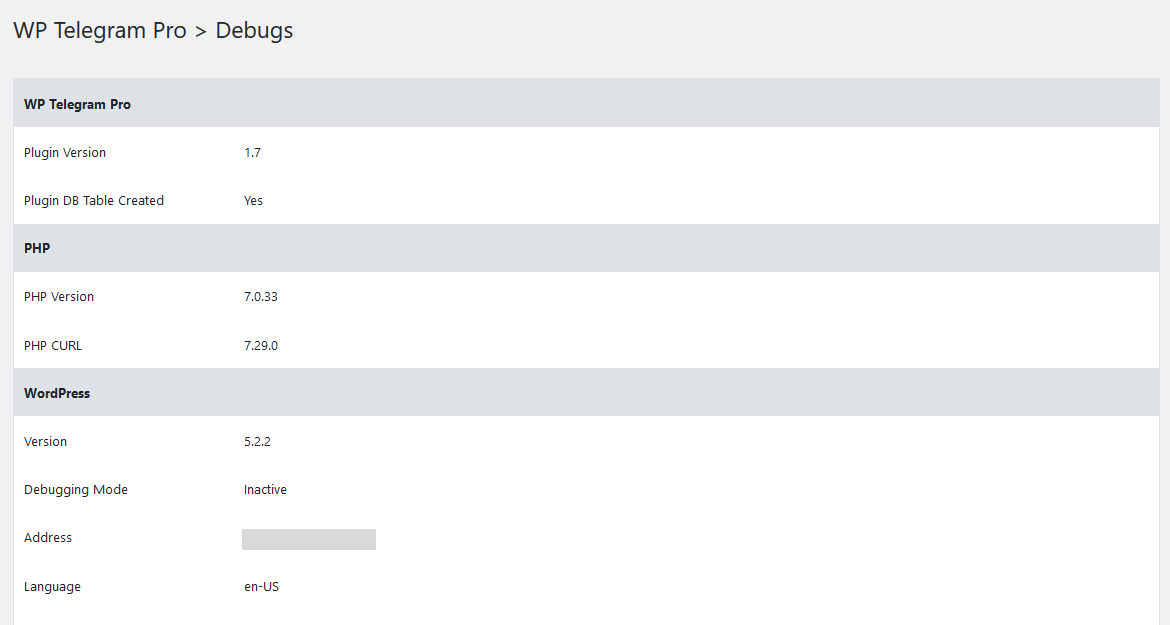 WP Telegram Pro > Debugs
WP Telegram Pro
Plugin Version 1.7
Plugin DB Table Created Yes
PHP
PHP Version 7.0.33
PHP CURL 7.29.0
WordPress
Version 5.2.2
Debugging Mode Inactive
Address
Language en-US